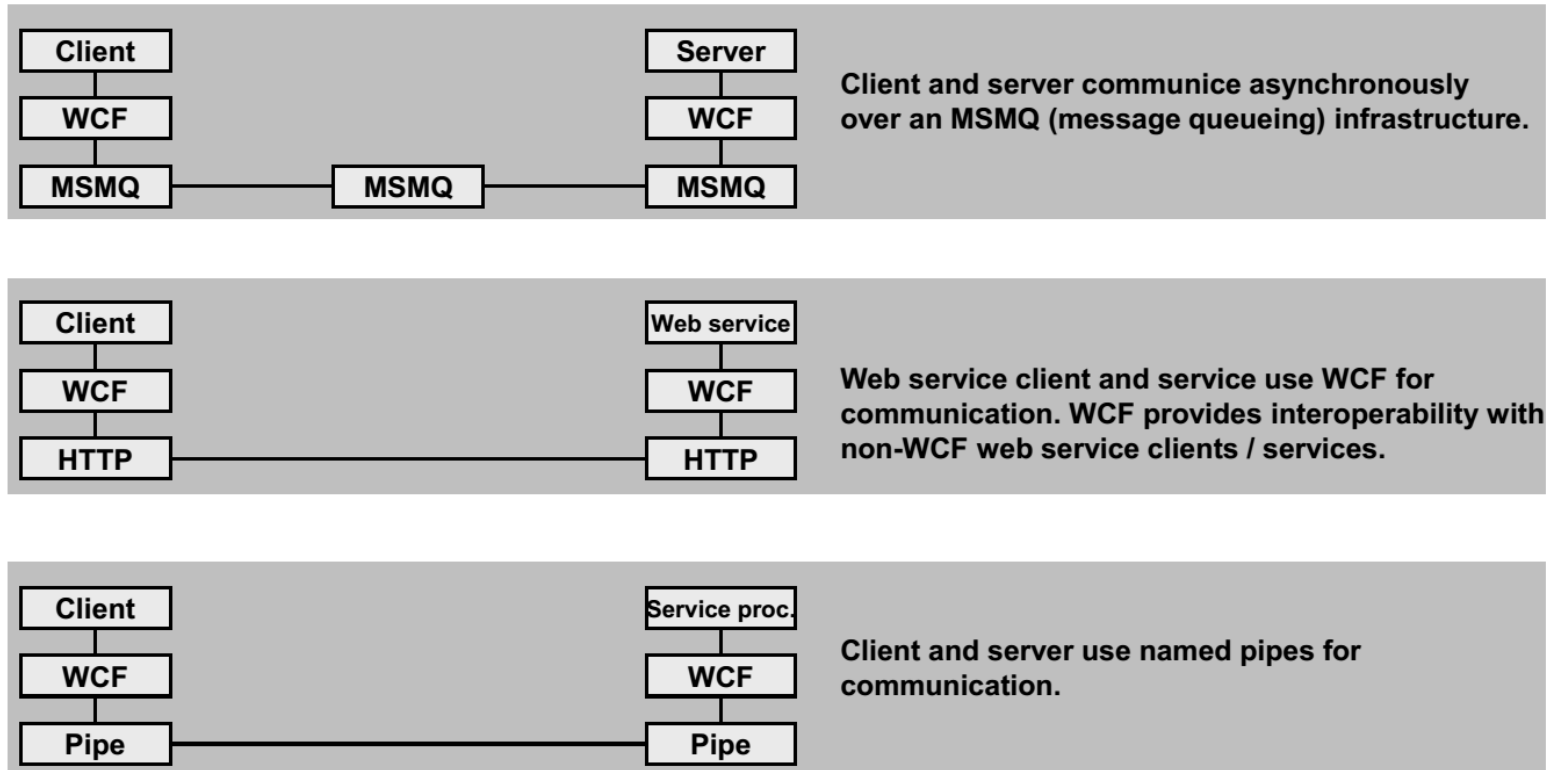 Client
Server
WCF
WCF
MSMQ
MSMQ
MSMQ
Client and server communice asynchronously
over an MSMQ (message queueing) infrastructure.
Client
Web service
WCF
WCF
HTTP
HTTP
Web service client and service use WCF for
communication. WCF provides interoperability with
non-WCF web service clients / services.
Client
Service proc.
WCF
WCF
Pipe
Pipe
Client and server use named pipes for
communication.